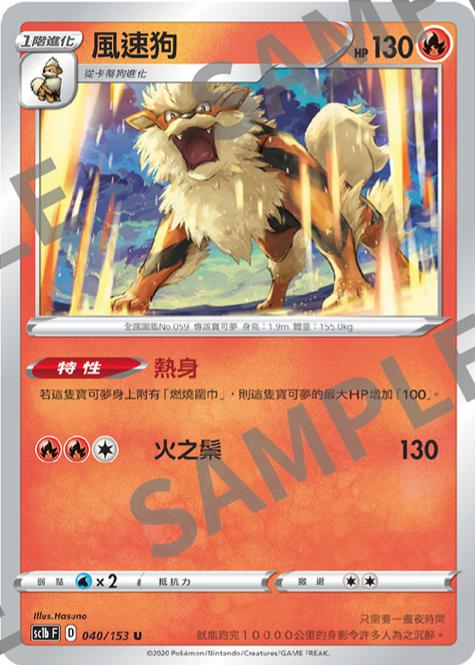 1階進化
風速狗
HP 130
從卡蒂狗進化
全國圖鑑No.059 傳說寶可夢 身高:1.9m 體重:155.0kg
特性 熱身
若這隻寶可夢身上附有「燃燒圍巾」,則這隻寶可夢的最大HP增加「100」。
火之鬃 130
弱點 ×2 抵抗力 撤退
Illus.Hasuno
sc1b F D 040/153 U
只需要一晝夜時間
就能跑完10000公里的身影令許多人為之沉醉。
©2020 Pokémon/Nintendo/Creatures/GAME FREAK.
SAMPLE
SAMPLE
SAMPLE